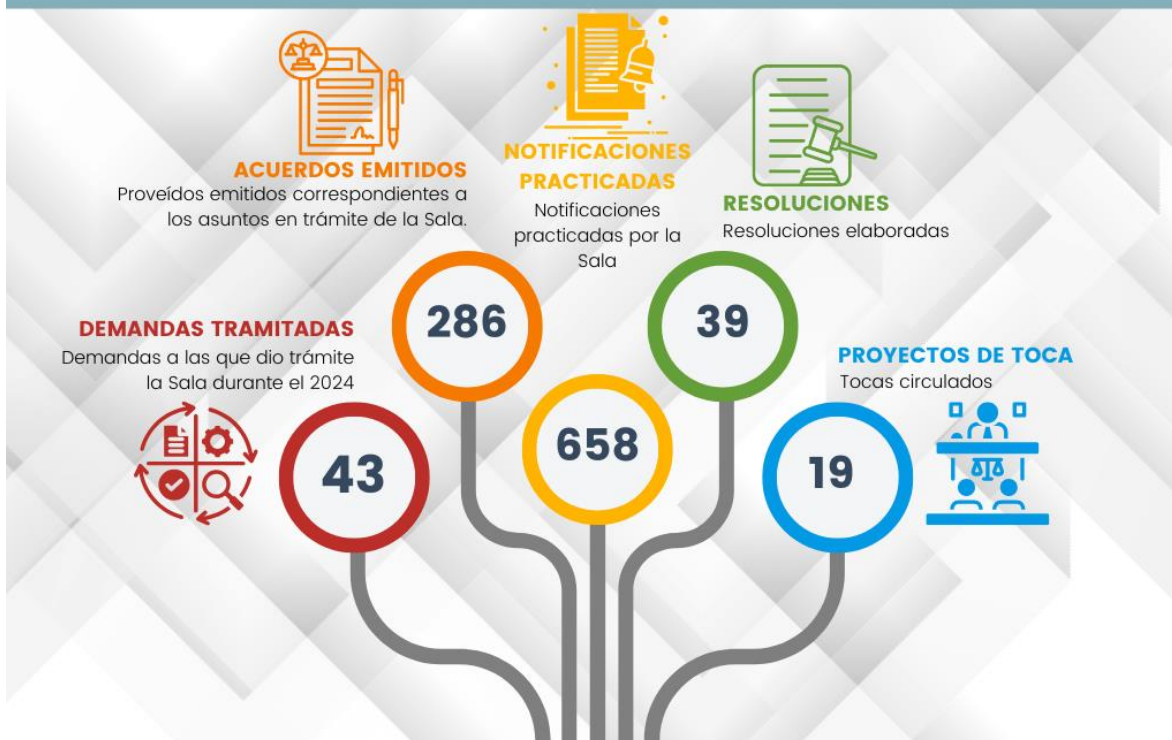 ACUERDOS EMITIDOS
Proveídos emitidos correspondientes a
los asuntos en trámite de la Sala.
NOTIFICACIONES
PRACTICADAS
Notificaciones
practicadas por la
Sala
RESOLUCIONES
Resoluciones elaboradas
286
39
DEMANDAS TRAMITADAS
Demandas a las que dio trámite
la Sala durante el 2024
PROYECTOS DE TOCA
Tocas circulados
43
658
19